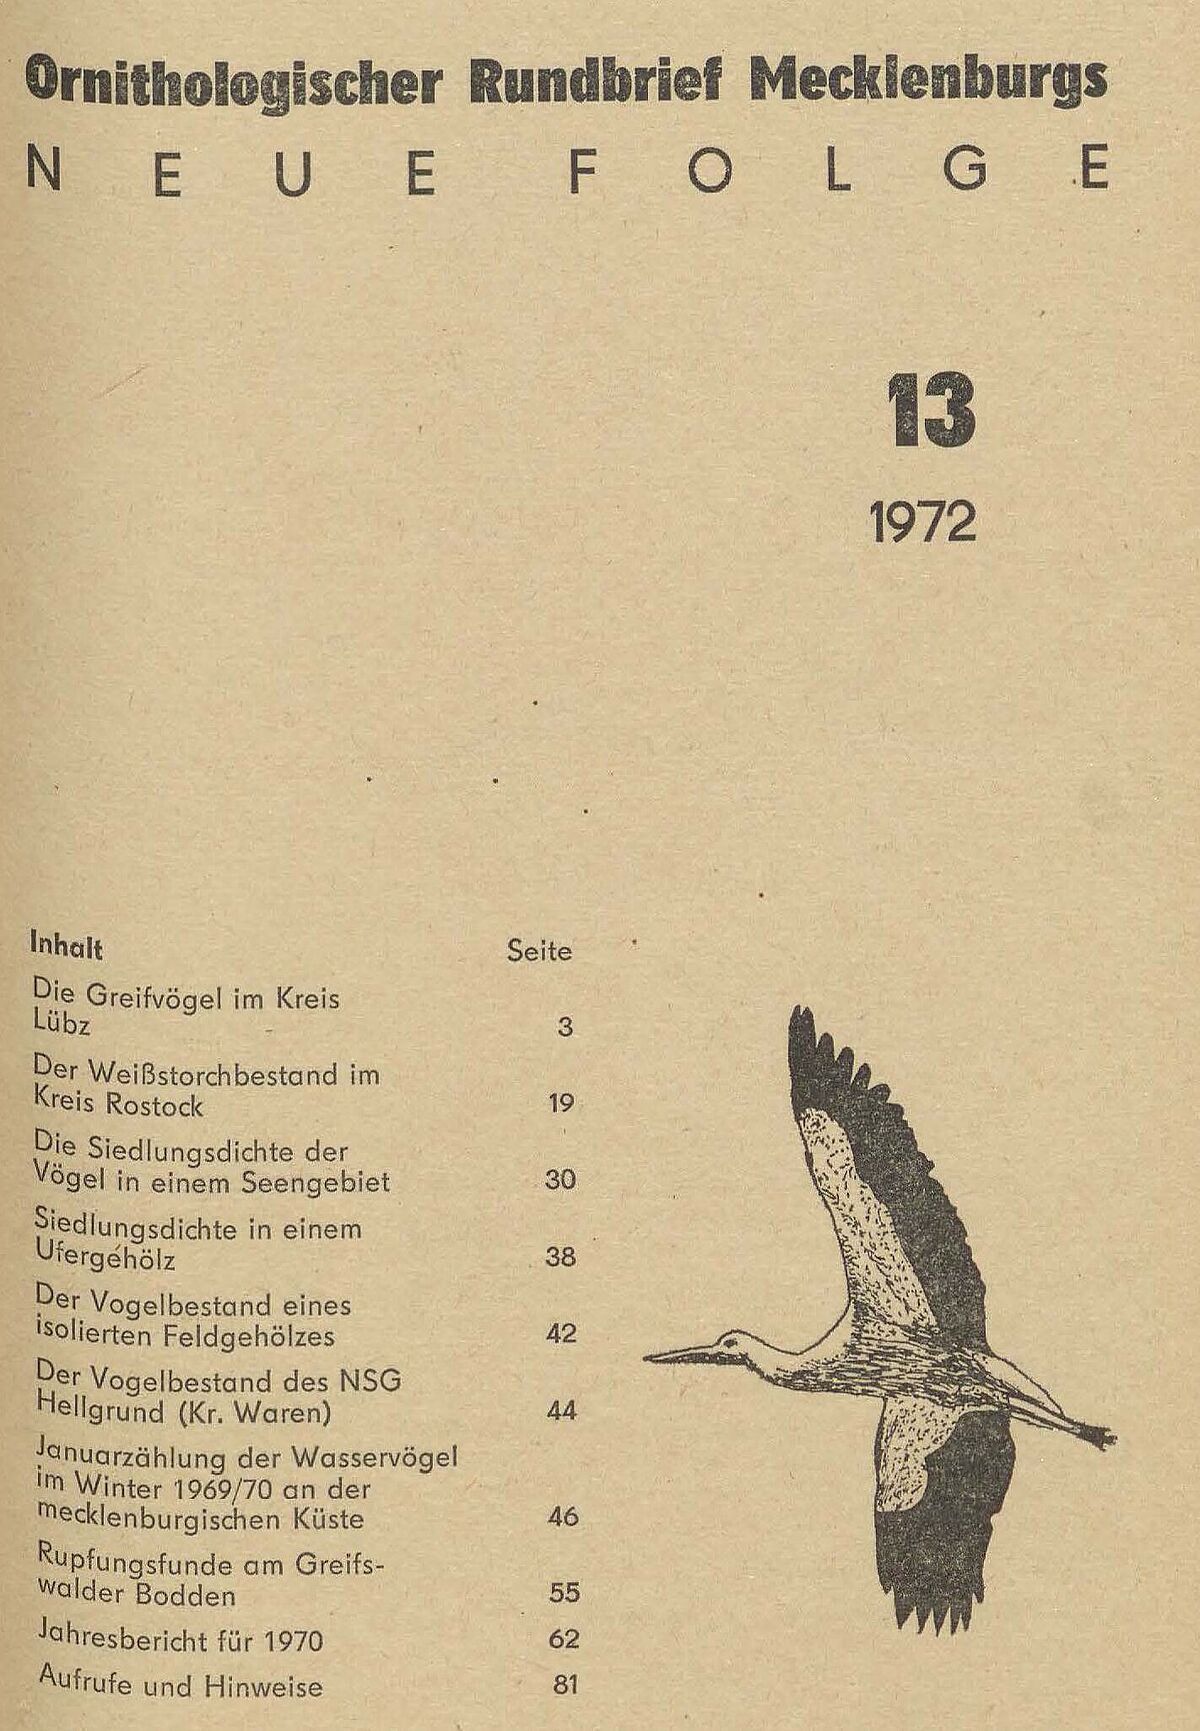 Ornithologischer Rundbrief Mecklenburgs
NEUE FOLGE
13
1972
Inhalt Seite
Die Greifvögel im Kreis
Lübz 3
Der Weißstorchbestand im
Kreis Rostock 19
Die Siedlungsdichte der
Vögel in einem Seengebiet 30
Siedlungsdichte in einem
Ufergehölz 38
Der Vogelbestand eines
isolierten Feldgehölzes 42
Der Vogelbestand des NSG
Hellgrund (Kr. Waren) 44
Januarzählung der Wasservögel
im Winter 1969/70 an der
mecklenburgischen Küste 46
Rupfungsfunde am Greifs-
walder Bodden 55
Jahresbericht für 1970 62
Aufrufe und Hinweise 81